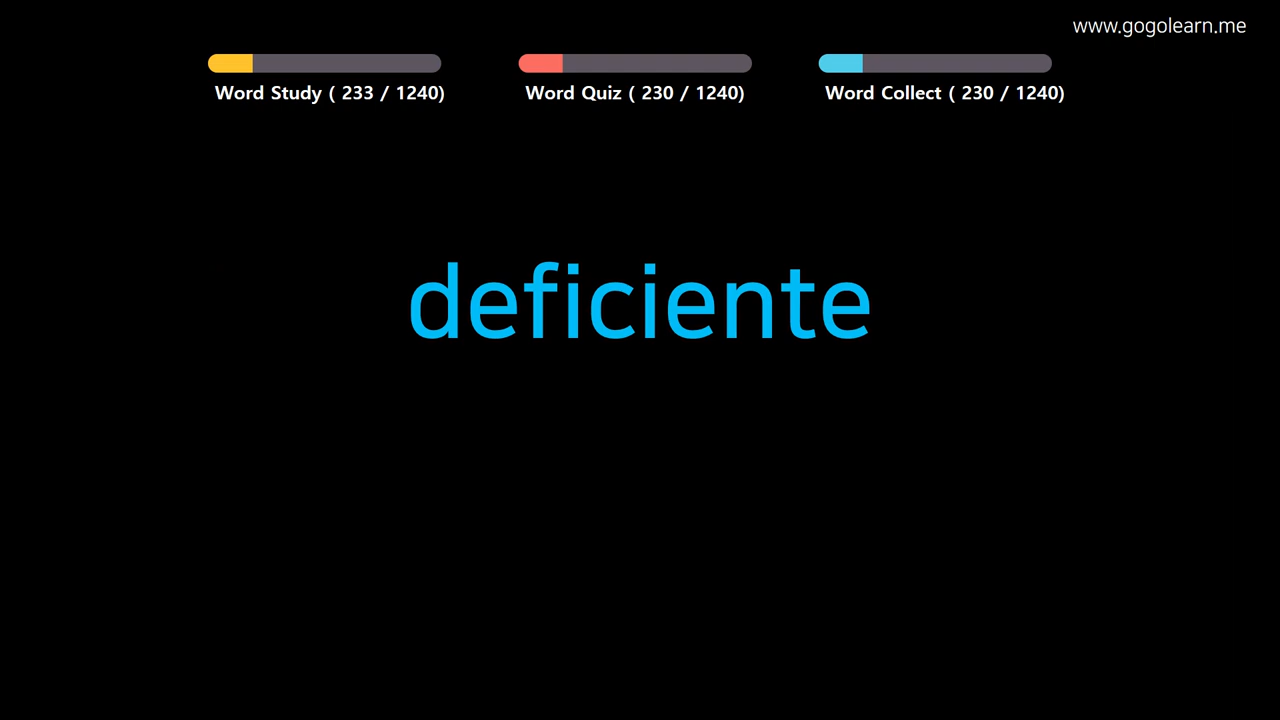 www.gogolearn.me
Word Study ( 233 / 1240)
Word Quiz ( 230 / 1240)
Word Collect ( 230 / 1240)
deficiente